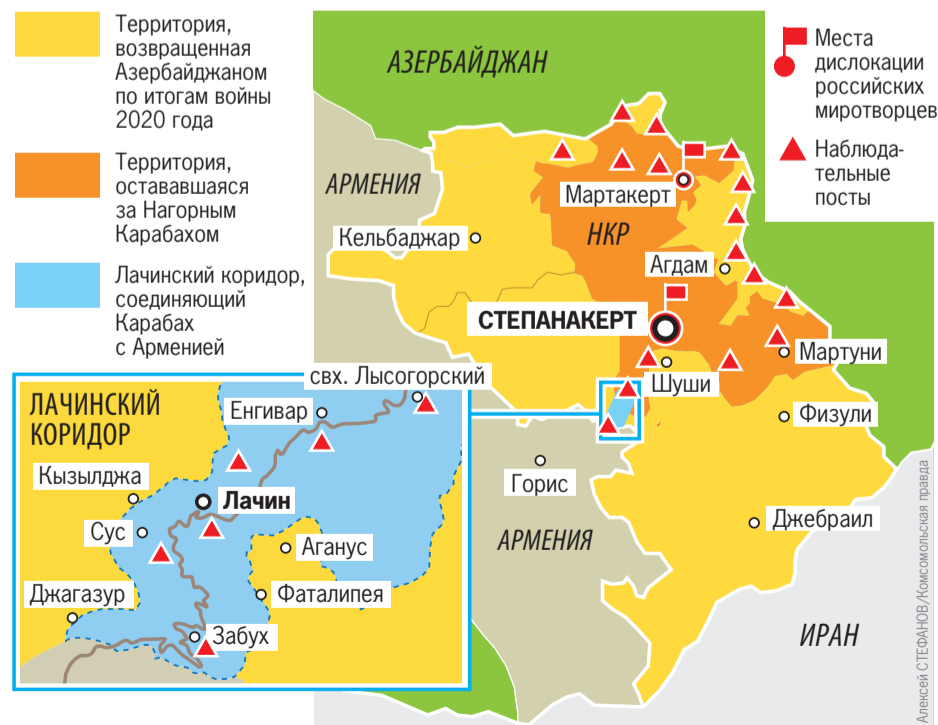 Территория,
возвращенная
Азербайджаном
по итогам войны
2020 года
Территория,
остававшаяся
за Нагорным
Карабахом
Лачинский коридор,
соединяющий
Карабах
с Арменией
АЗЕРБАЙДЖАН
Места
дислокации
российских
миротворцев
Наблюда-
тельные
посты
АРМЕНИЯ
Мартакерт
Кельбаджар
НКР
Агдам
СТЕПАНАКЕРТ
Мартуни
Шуши
Физули
Горис
Джебраил
АРМЕНИЯ
ИРАН
ЛАЧИНСКИЙ
КОРИДОР
свх. Лысогорский
Енгивар
Кызылджа
Лачин
Сус
Аганус
Джагазур
Фаталипея
Забух
Алексей СТЕФАНОВ/Комсомольская правда